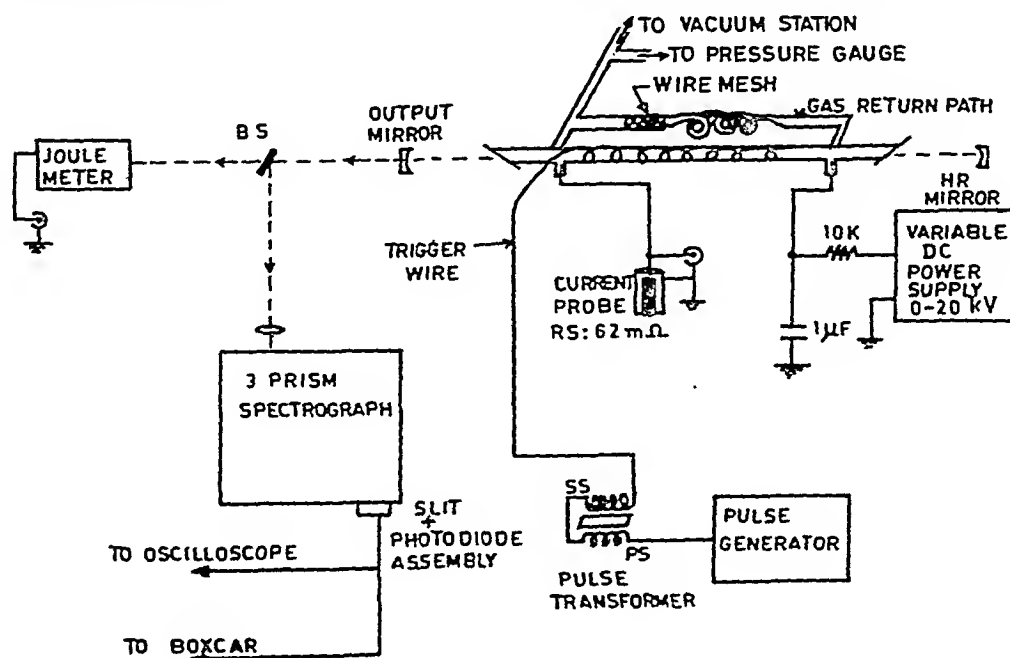 TO VACUUM STATION
TO PRESSURE GAUGE
WIRE MESH
GAS RETURN PATH
OUTPUT
MIRROR
BS
JOULE
METER
HR
MIRROR
TRIGGER
WIRE
10K
VARIABLE
DC
POWER
SUPPLY
0-20 kV
CURRENT
PROBE
RS: 62mΩ
1μF
3 PRISM
SPECTROGRAPH
SLIT
+
PHOTODIODE
ASSEMBLY
SS
PS
PULSE
TRANSFORMER
PULSE
GENERATOR
TO OSCILLOSCOPE
TO BOXCAR